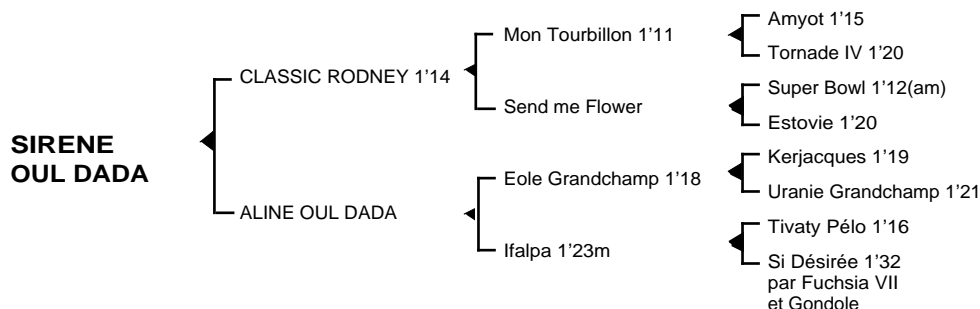 SIRENE
OUL DADA
CLASSIC RODNEY 1'14
ALINE OUL DADA
Mon Tourbillon 1'11
Send me Flower
Eole Grandchamp 1'18
Ifalpa 1'23m
Amyot 1'15
Tornade IV 1'20
Super Bowl 1'12(am)
Estovie 1'20
Kerjacques 1'19
Uranie Grandchamp 1'21
Tivaty Pélo 1'16
Si Désirée 1'32
par Fuchsia VII
et Gondole